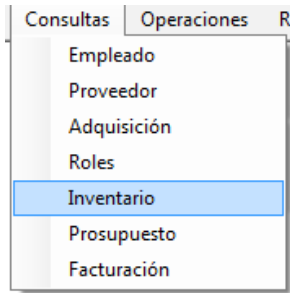 Consultas Operaciones R
Empleado
Proveedor
Adquisición
Roles
Inventario
Prosupuesto
Facturación